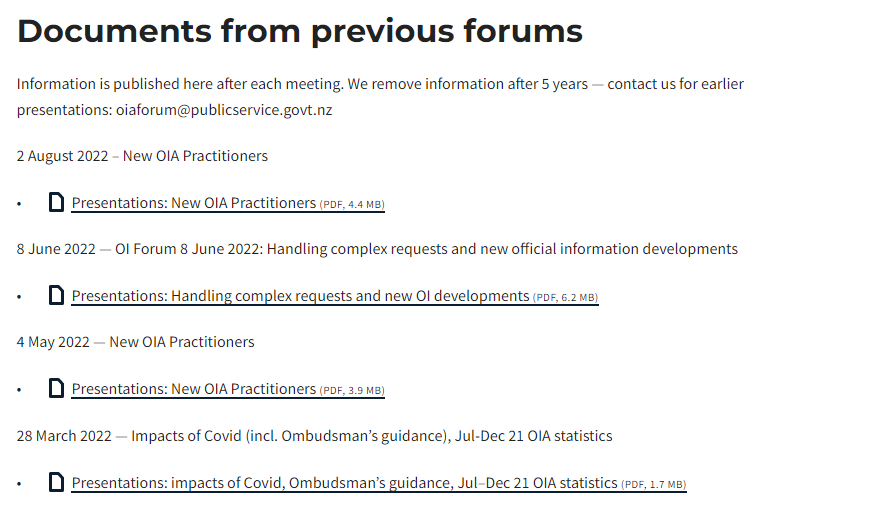 Documents from previous forums
Information is published here after each meeting. We remove information after 5 years — contact us for earlier
presentations: oiaforum@publicservice.govt.nz
2 August 2022 – New OIA Practitioners
• Presentations: New OIA Practitioners (PDF, 4.4 MB)
8 June 2022 — OI Forum 8 June 2022: Handling complex requests and new official information developments
• Presentations: Handling complex requests and new OI developments (PDF, 6.2 MB)
4 May 2022 — New OIA Practitioners
• Presentations: New OIA Practitioners (PDF, 3.9 MB)
28 March 2022 — Impacts of Covid (incl. Ombudsman’s guidance), Jul-Dec 21 OIA statistics
• Presentations: impacts of Covid, Ombudsman’s guidance, Jul–Dec 21 OIA statistics (PDF, 1.7 MB)